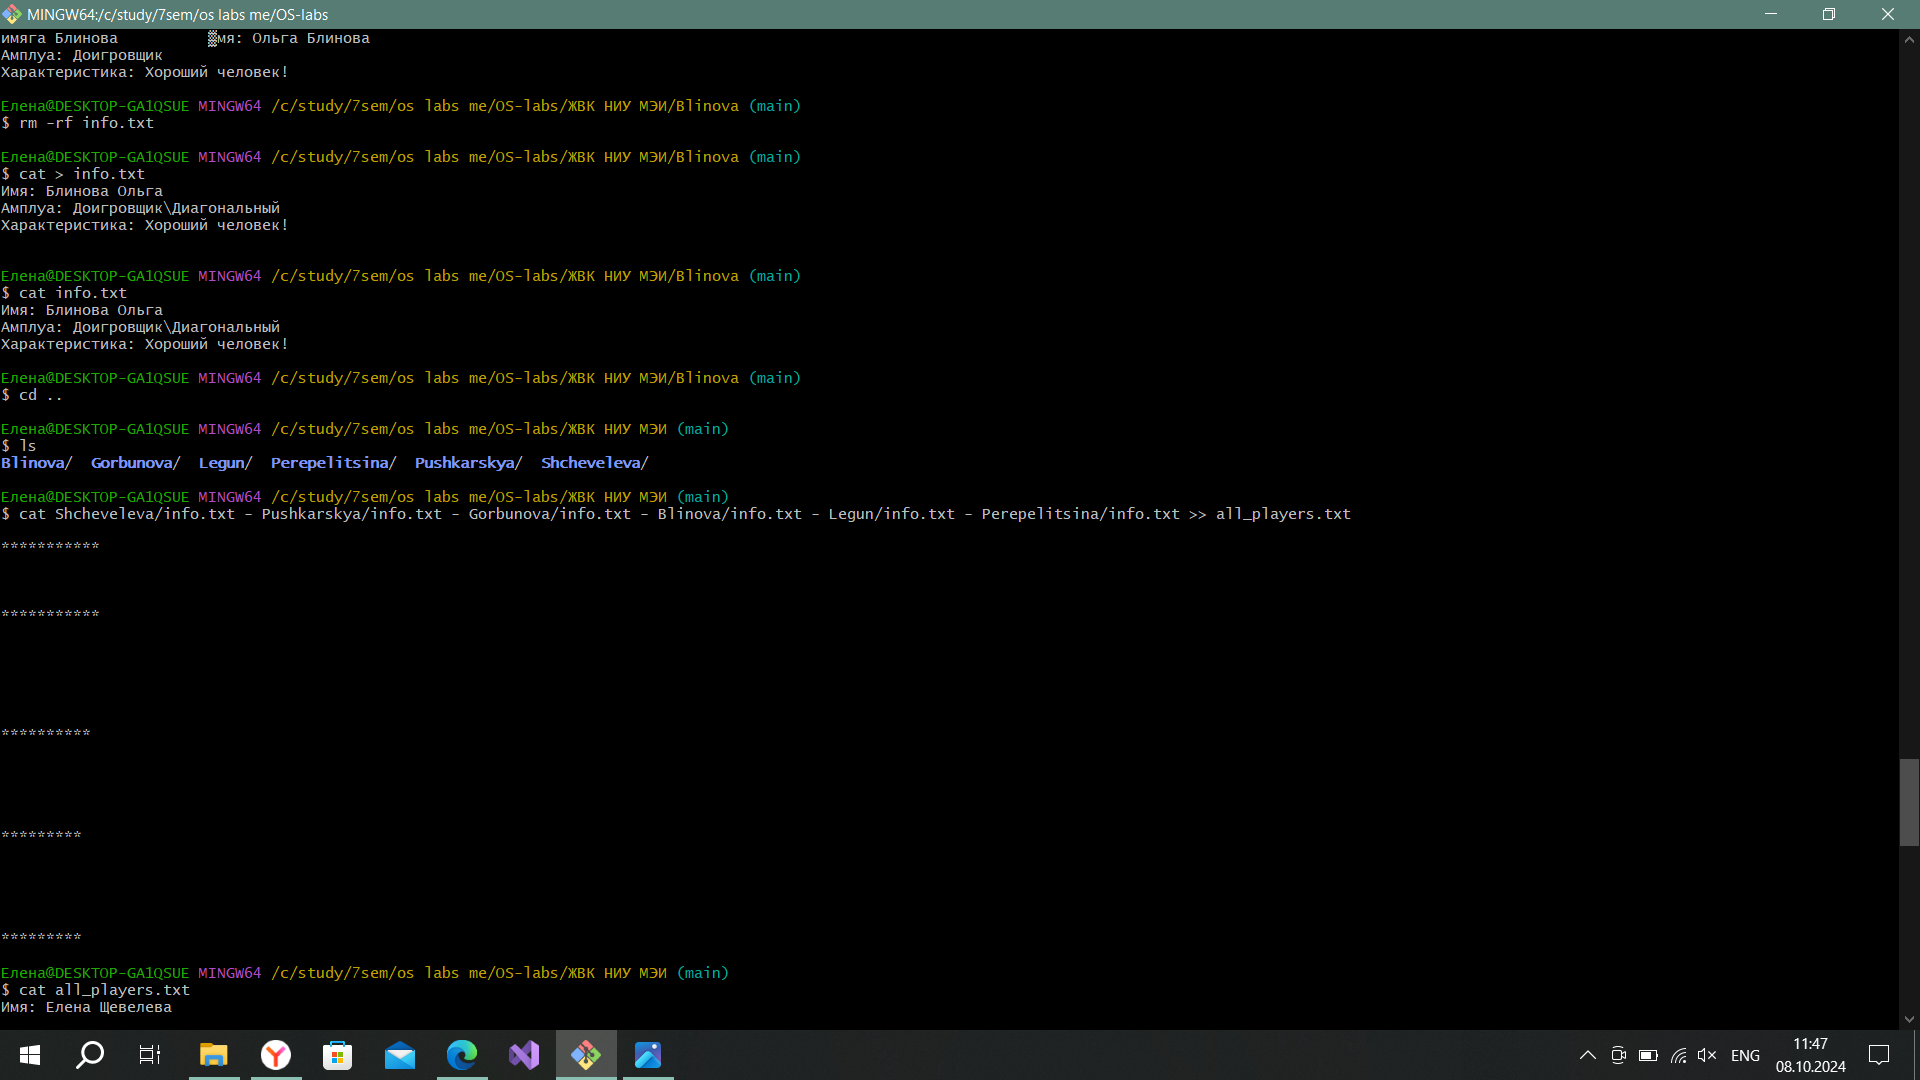 MINGW64:/c/study/7sem/os labs me/OS-labs
имяга Блинова          ▒мя: Ольга Блинова
Амплуа: Доигровщик
Характеристика: Хороший человек!
Елена@DESKTOP-GA1QSUE MINGW64 /c/study/7sem/os labs me/OS-labs/ЖВК НИУ МЭИ/Blinova (main)
$ rm -rf info.txt
Елена@DESKTOP-GA1QSUE MINGW64 /c/study/7sem/os labs me/OS-labs/ЖВК НИУ МЭИ/Blinova (main)
$ cat > info.txt
Имя: Блинова Ольга
Амплуа: Доигровщик\Диагональный
Характеристика: Хороший человек!
Елена@DESKTOP-GA1QSUE MINGW64 /c/study/7sem/os labs me/OS-labs/ЖВК НИУ МЭИ/Blinova (main)
$ cat info.txt
Имя: Блинова Ольга
Амплуа: Доигровщик\Диагональный
Характеристика: Хороший человек!
Елена@DESKTOP-GA1QSUE MINGW64 /c/study/7sem/os labs me/OS-labs/ЖВК НИУ МЭИ/Blinova (main)
$ cd ..
Елена@DESKTOP-GA1QSUE MINGW64 /c/study/7sem/os labs me/OS-labs/ЖВК НИУ МЭИ (main)
$ ls
Blinova/  Gorbunova/  Legun/  Perepelitsina/  Pushkarskya/  Shcheveleva/
Елена@DESKTOP-GA1QSUE MINGW64 /c/study/7sem/os labs me/OS-labs/ЖВК НИУ МЭИ (main)
$ cat Shcheveleva/info.txt - Pushkarskya/info.txt - Gorbunova/info.txt - Blinova/info.txt - Legun/info.txt - Perepelitsina/info.txt >> all_players.txt
***********
***********
**********
*********
*********
Елена@DESKTOP-GA1QSUE MINGW64 /c/study/7sem/os labs me/OS-labs/ЖВК НИУ МЭИ (main)
$ cat all_players.txt
Имя: Елена Щевелева
ENG
11:47
08.10.2024